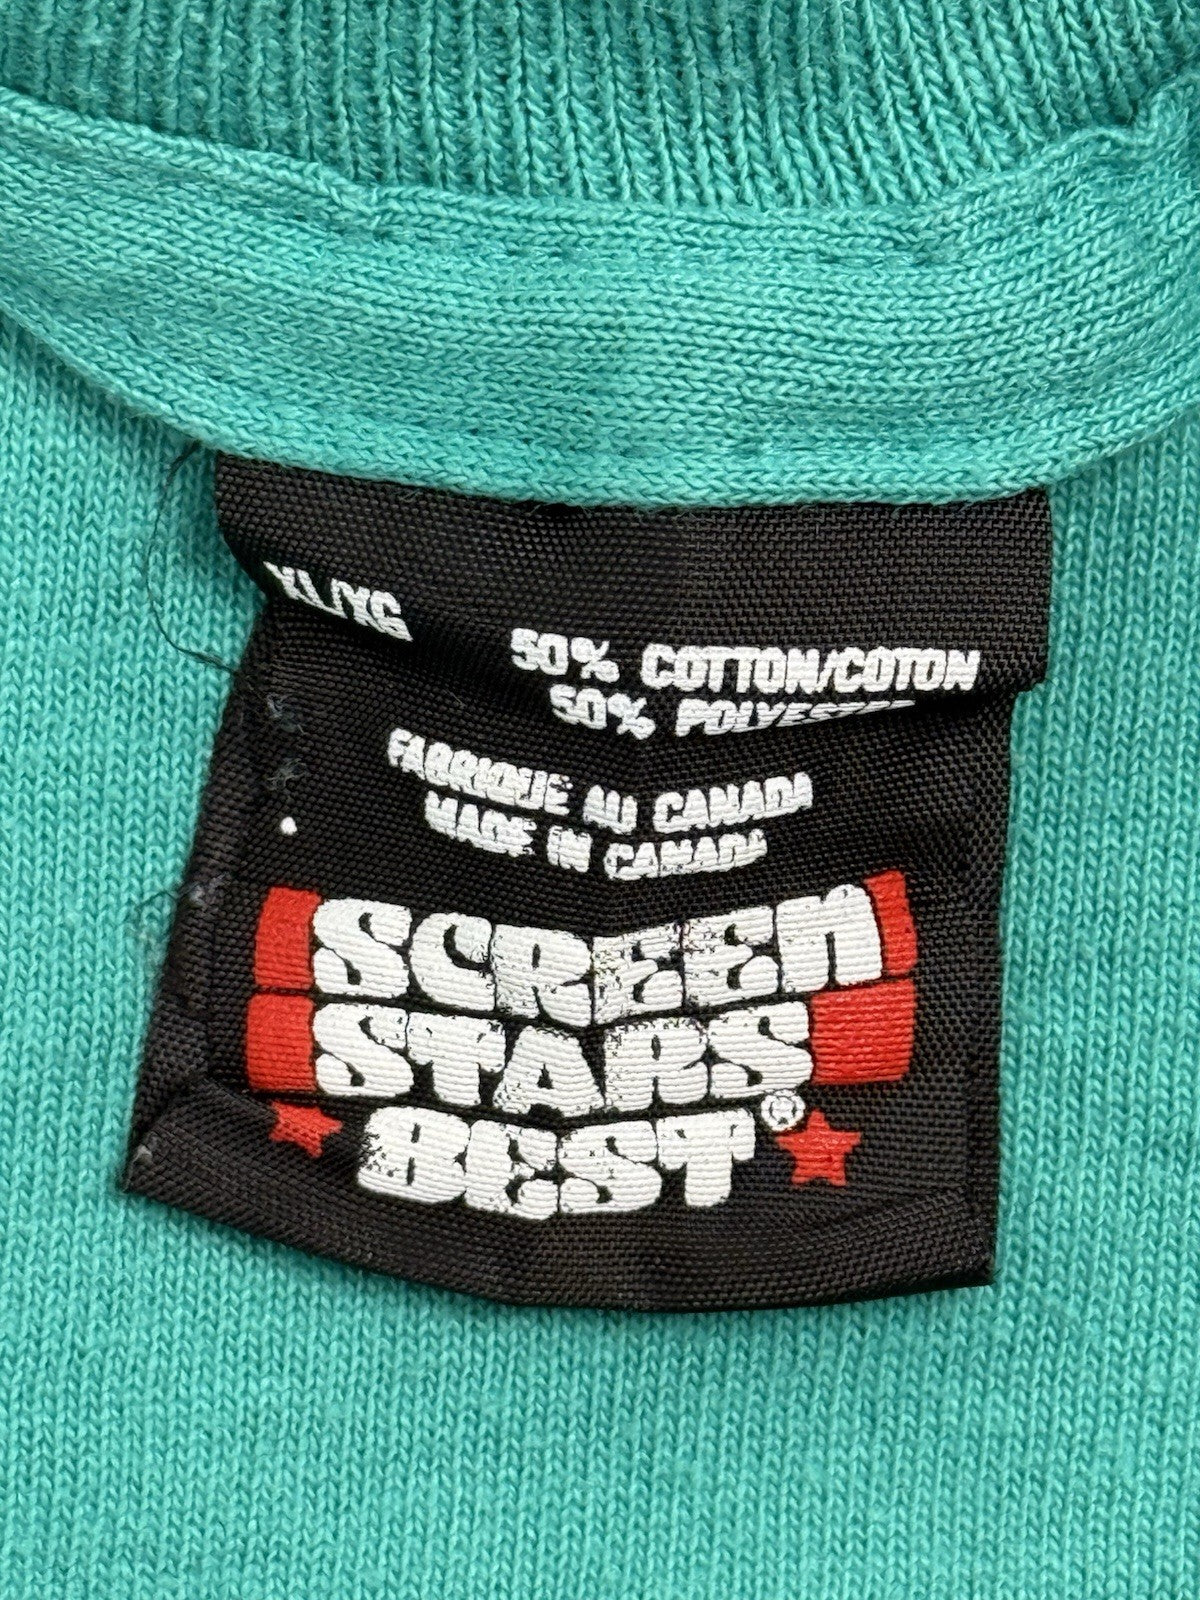 XL/XG
50% COTTON/COTON
50% POLYESTER
FABRIQUE AU CANADA
MADE IN CANADA
SCREEN
STARS
BEST®